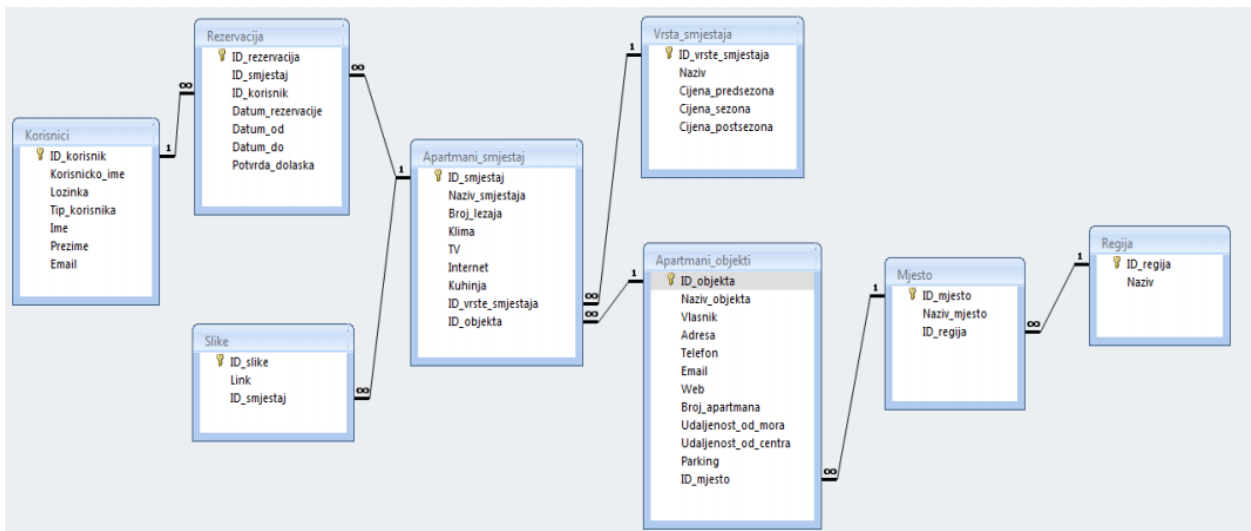 Korisnici
ID_korisnik
Korisnicko_ime
Lozinka
Tip_korisnika
Ime
Prezime
Email
1
∞
Rezervacija
ID_rezervacija
ID_smjestaj
ID_korisnik
Datum_rezervacije
Datum_od
Datum_do
Potvrda_dolaska
∞
Slike
ID_slike
Link
ID_smjestaj
∞
1
Apartmani_smjestaj
ID_smjestaj
Naziv_smjestaja
Broj_lezaja
Klima
TV
Internet
Kuhinja
ID_vrste_smjestaja
ID_objekta
∞
∞
1
Vrsta_smjestaja
ID_vrste_smjestaja
Naziv
Cijena_predsezona
Cijena_sezona
Cijena_postsezona
1
Apartmani_objekti
ID_objekta
Naziv_objekta
Vlasnik
Adresa
Telefon
Email
Web
Broj_apartmana
Udaljenost_od_mora
Udaljenost_od_centra
Parking
ID_mjesto
∞
1
Mjesto
ID_mjesto
Naziv_mjesto
ID_regija
∞
1
Regija
ID_regija
Naziv